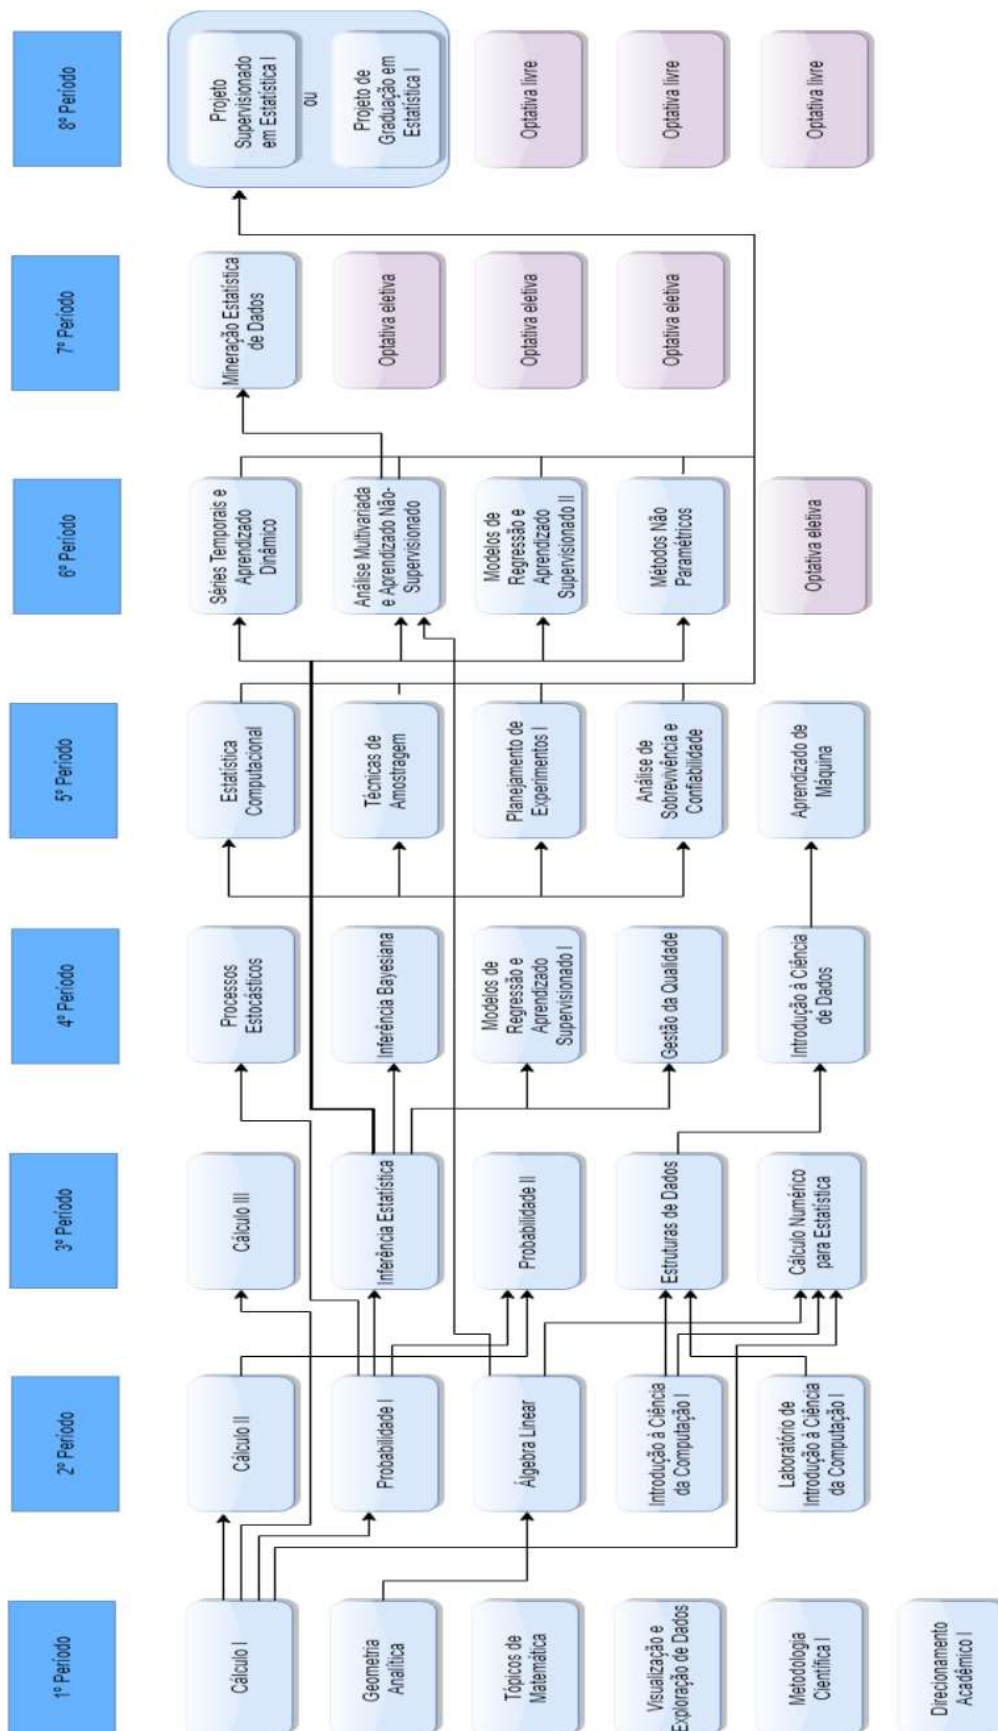 1º Período
Cálculo I
Geometria
Analítica
Tópicos de
Matemática
Visualização e
Exploração de Dados
Metodologia
Científica I
Direcionamento
Acadêmico I
2º Período
Cálculo II
Probabilidade I
Álgebra Linear
Introdução à Ciência
da Computação I
Laboratório de
Introdução à Ciência
da Computação I
3º Período
Cálculo III
Inferência Estatística
Probabilidade II
Estruturas de Dados
Cálculo Numérico
para Estatística
4º Período
Processos
Estocásticos
Inferência Bayesiana
Modelos de
Regressão e
Aprendizado
Supervisionado I
Gestão da Qualidade
Introdução à Ciência
de Dados
5º Período
Estatística
Computacional
Técnicas de
Amostragem
Planejamento de
Experimentos I
Análise de
Sobrevivência e
Confiabilidade
Aprendizado de
Máquina
6º Período
Séries Temporais e
Aprendizado
Dinâmico
Análise Multivariada
e Aprendizado Não-
Supervisionado
Modelos de
Regressão e
Aprendizado
Supervisionado II
Métodos Não
Paramétricos
Optativa eletiva
7º Período
Mineração Estatística
de Dados
Optativa eletiva
Optativa eletiva
Optativa eletiva
8º Período
Projeto
Supervisionado
em Estatística I
ou
Projeto de
Graduação em
Estatística I
Optativa livre
Optativa livre
Optativa livre